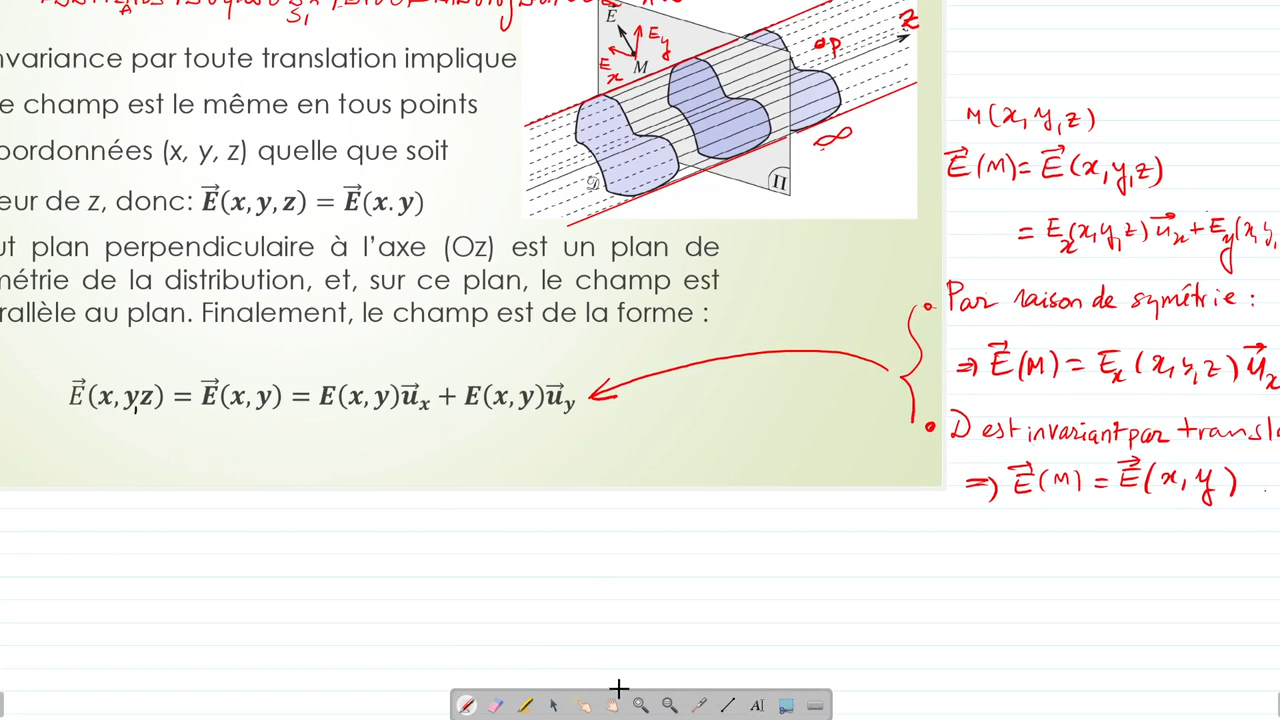 nvariance par toute translation implique
e champ est le même en tous points
oordonnées (x, y, z) quelle que soit
eur de z, donc: E⃗(x,y,z) = E⃗(x.y)
ut plan perpendiculaire à l’axe (Oz) est un plan de
nétrie de la distribution, et, sur ce plan, le champ est
rallèle au plan. Finalement, le champ est de la forme :
E⃗(x,yz) = E⃗(x,y) = E(x,y)u⃗x + E(x,y)u⃗y
E⃗
Ey
Ex
M
P
z
∞
𝒟
Π
M(x,y,z)
E⃗(M) = E⃗(x,y,z)
= Ex(x,y,z) u⃗x + Ey(x,y,
Par raison de symétrie :
⇒ E⃗(M) = Ex(x,y,z) u⃗x
D est invariant par transla
⇒ E⃗(M) = E⃗(x,y)
AI